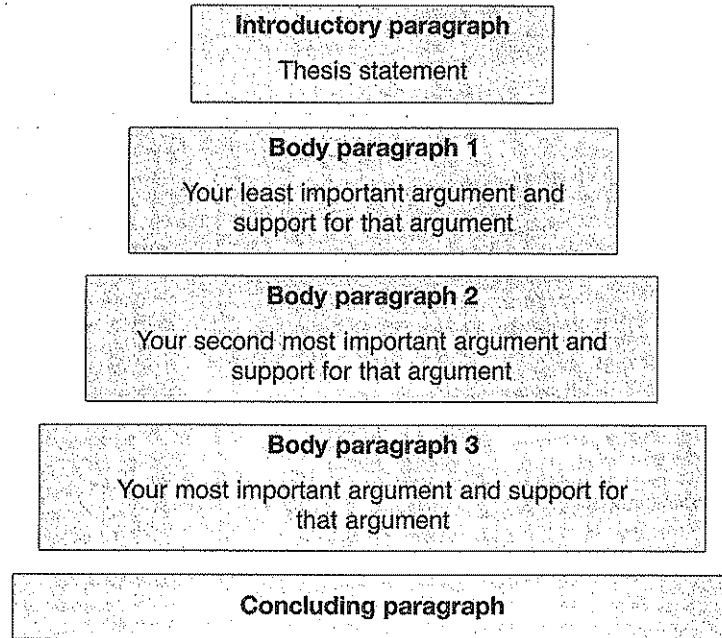 Introductory paragraph
Thesis statement
Body paragraph 1
Your least important argument and
support for that argument
Body paragraph 2
Your second most important argument and
support for that argument
Body paragraph 3
Your most important argument and support for
that argument
Concluding paragraph